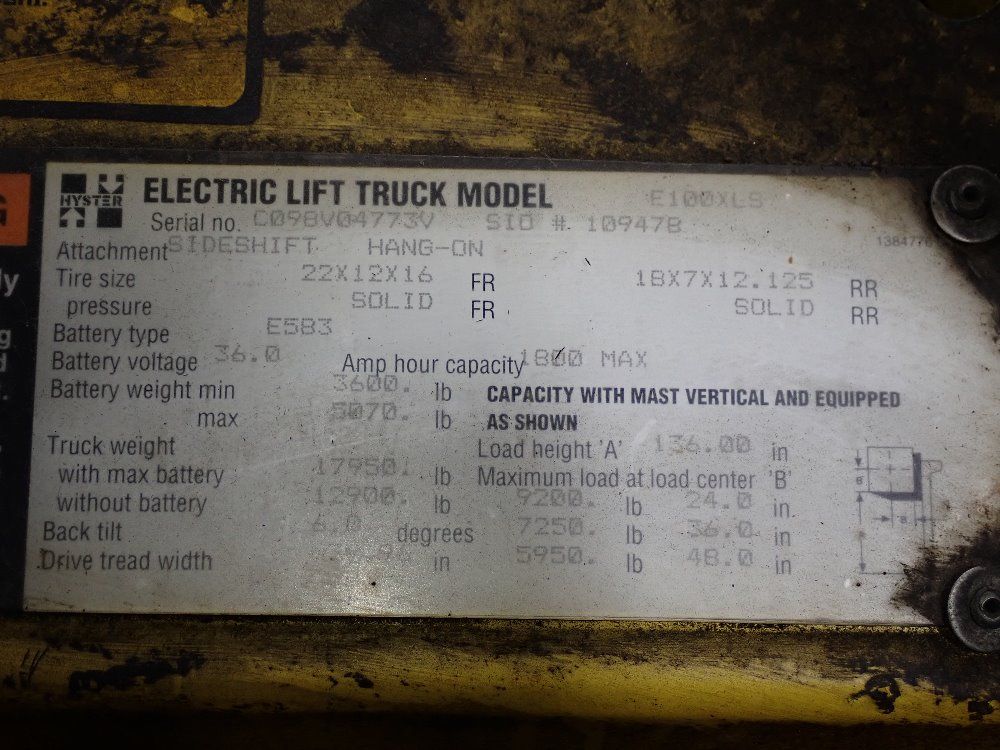 HYSTER ELECTRIC LIFT TRUCK MODEL E100XLS
Serial no. C098V04773V SIO # 109478
Attachment SIDESHIFT HANG-ON
Tire size 22X12X16 FR 18X7X12.125 RR
pressure SOLID FR SOLID RR
Battery type E5B3
Battery voltage 36.0 Amp hour capacity 1800 MAX
Battery weight min 3600. lb CAPACITY WITH MAST VERTICAL AND EQUIPPED
max 5070. lb AS SHOWN
Truck weight Load height 'A' 136.00 in
with max battery 17950. lb Maximum load at load center 'B'
without battery 12900. lb 9200. lb 24.0 in
Back tilt 6.0 degrees 7250. lb 36.0 in
Drive tread width in 5950. lb 48.0 in